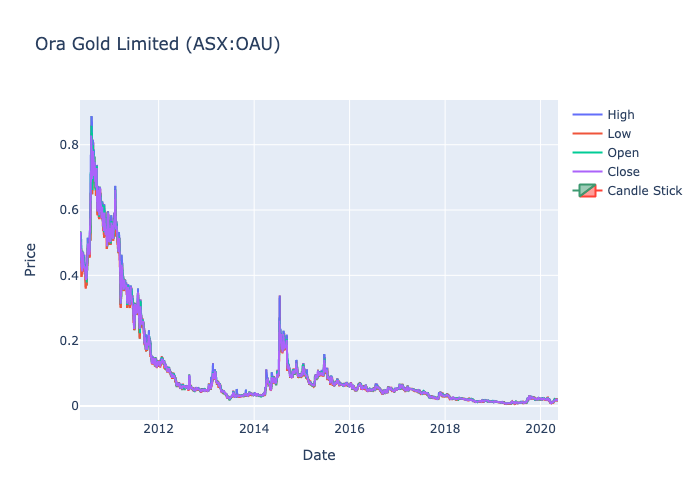 Ora Gold Limited (ASX:OAU)
High
Low
Open
Close
Candle Stick
Price
0.8
0.6
0.4
0.2
0
2012
2014
2016
2018
2020
Date